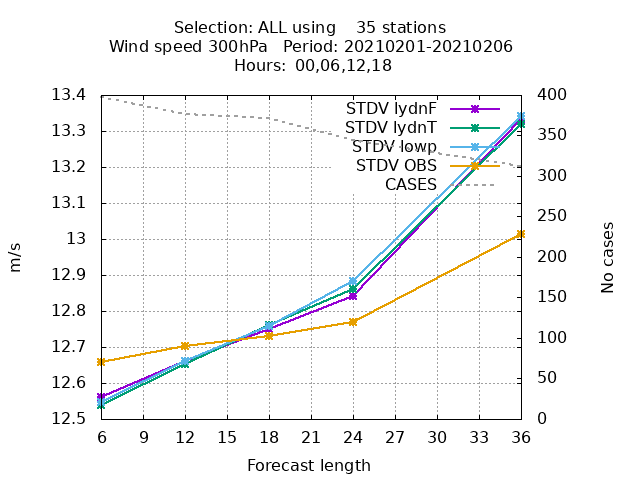 Selection: ALL using    35 stations
Wind speed 300hPa   Period: 20210201-20210206
Hours: 00,06,12,18
13.4
13.3
13.2
13.1
13
12.9
12.8
12.7
12.6
12.5
m/s
STDV lydnF
STDV lydnT
STDV lowp
STDV OBS
CASES
400
350
300
250
200
150
100
50
0
No cases
6 9 12 15 18 21 24 27 30 33 36
Forecast length